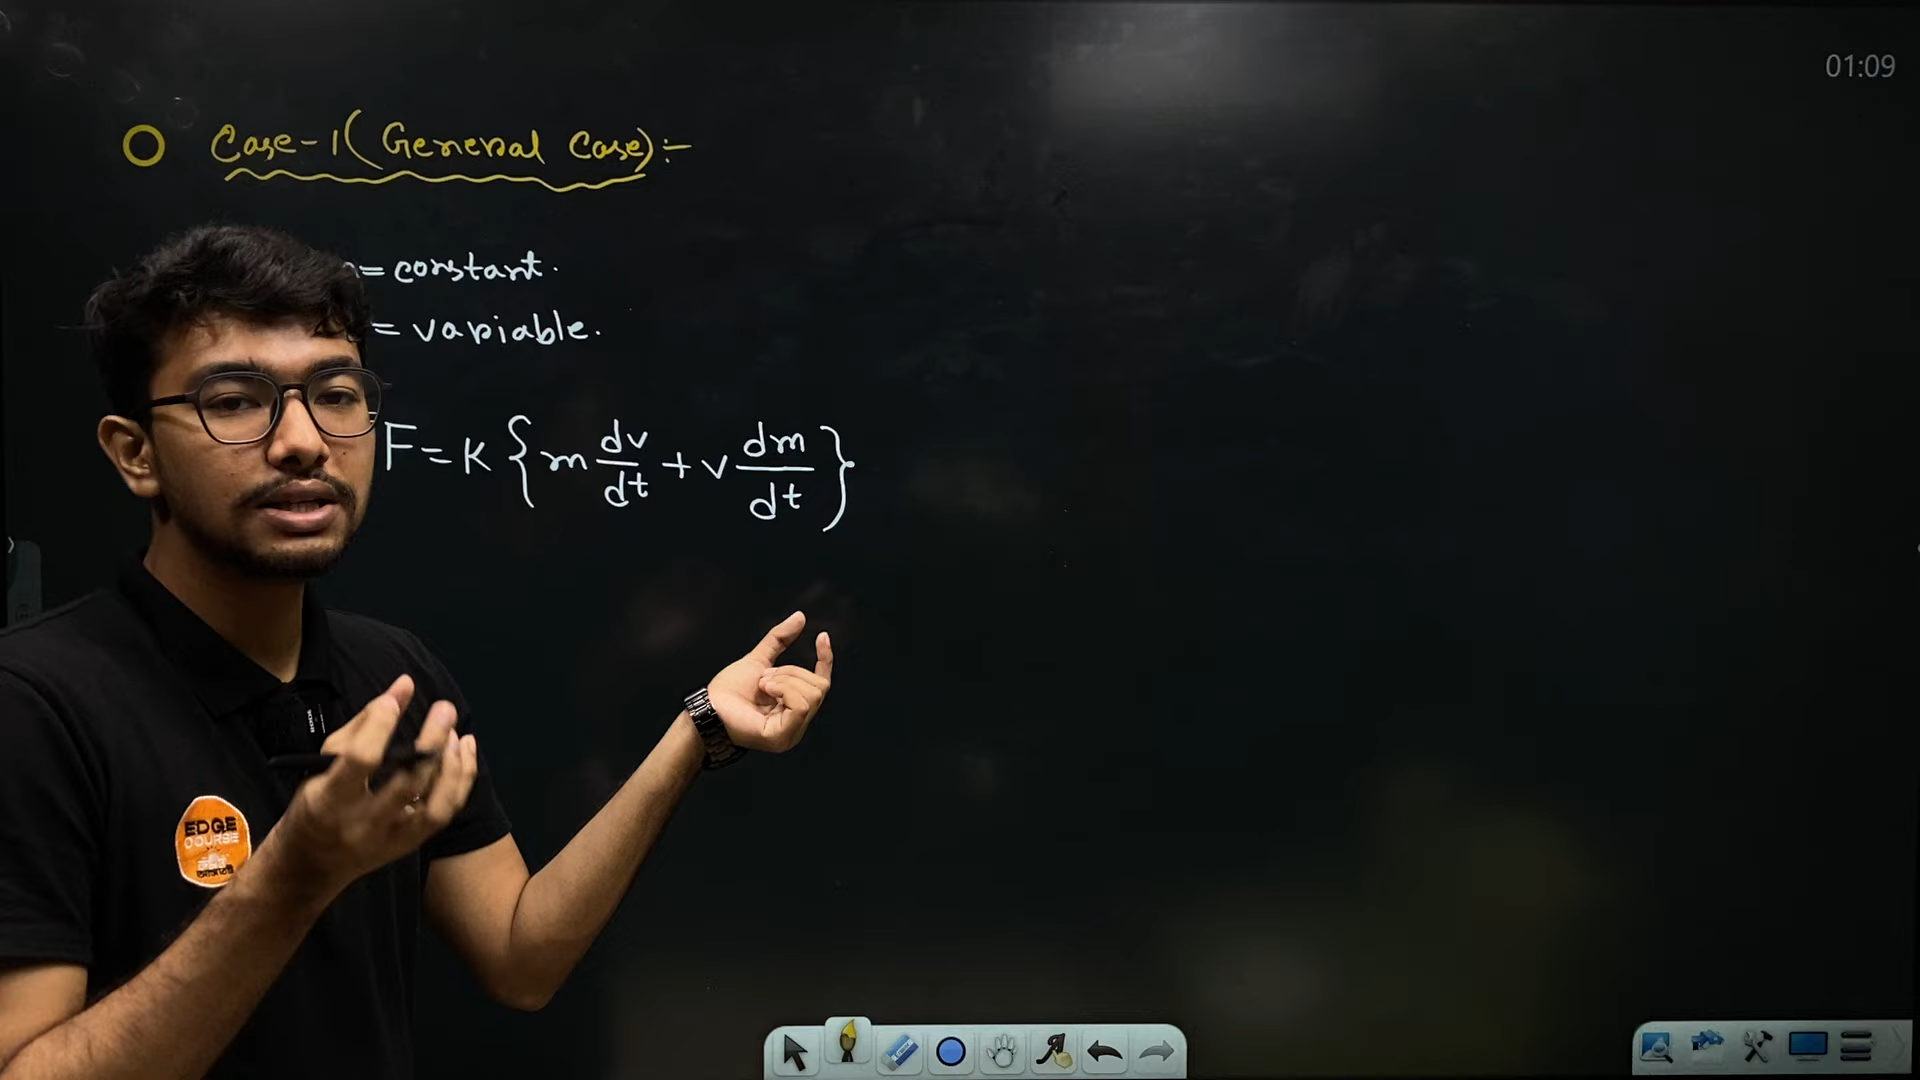 01:09
Case-1 (General Case):-
= constant.
= variable.
F = K { m dv/dt + v dm/dt }
EDGE
COURSE